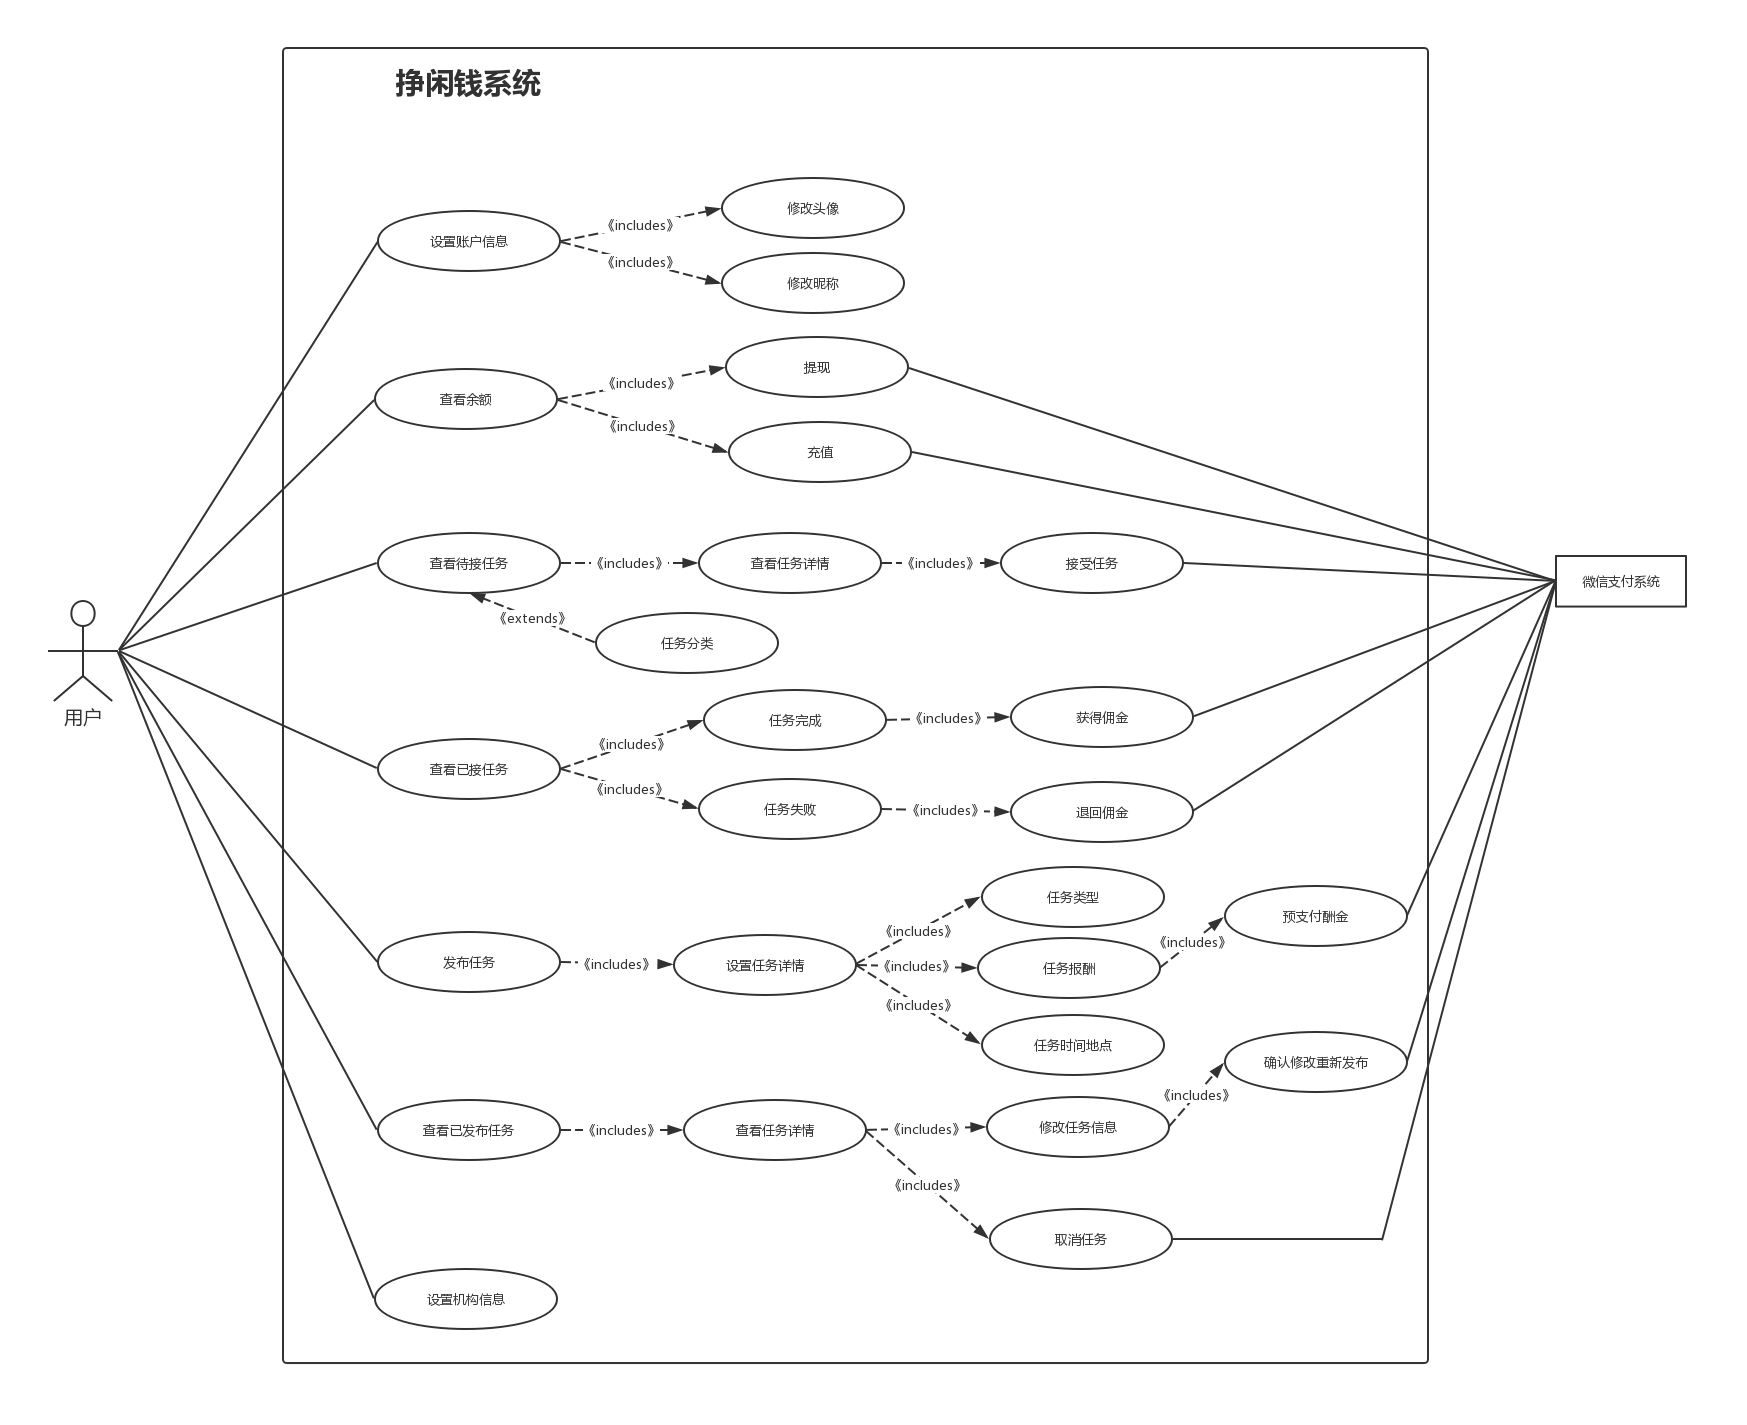 挣闲钱系统
设置账户信息
《includes》
修改头像
《includes》
修改昵称
查看余额
《includes》
提现
《includes》
充值
查看待接任务
《includes》
查看任务详情
《includes》
接受任务
《extends》
任务分类
微信支付系统
用户
查看已接任务
《includes》
任务完成
《includes》
获得佣金
《includes》
任务失败
《includes》
退回佣金
发布任务
《includes》
设置任务详情
《includes》
任务类型
《includes》
任务报酬
《includes》
预支付酬金
《includes》
任务时间地点
查看已发布任务
《includes》
查看任务详情
《includes》
修改任务信息
《includes》
确认修改重新发布
《includes》
取消任务
设置机构信息